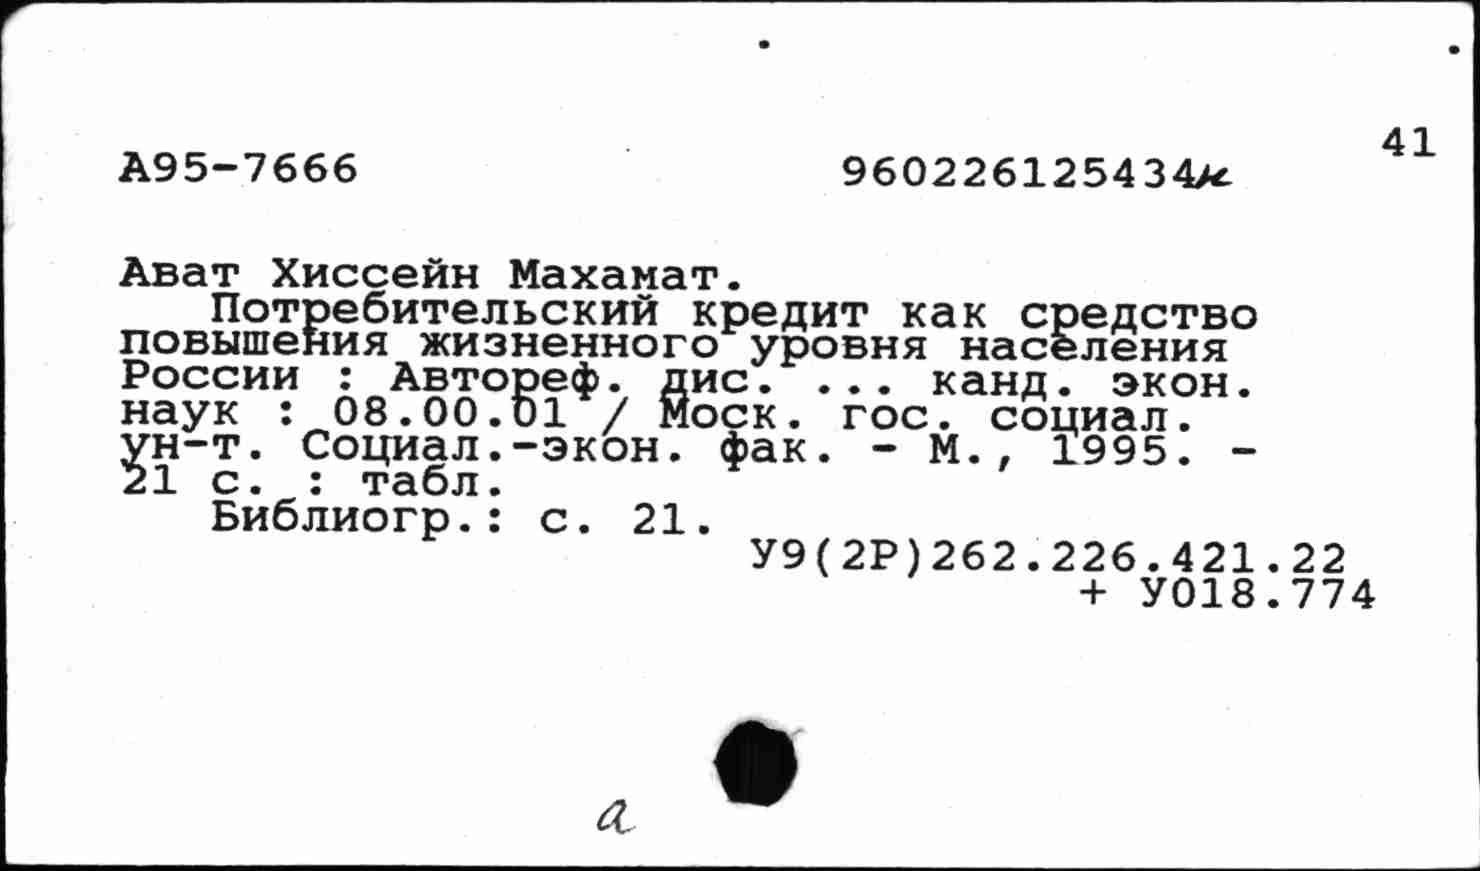 41
А95-7666 960226125434к
Ават Хиссейн Махамат.
Потребительский кредит как средство
повышения жизненного уровня населения
России : Автореф. дис. ... канд. экон.
наук : 08.00.01 / Моск. гос. социал.
ун-т. Социал.-экон. фак. - М., 1995. -
21 с. : табл.
Библиогр.: с. 21.
У9(2Р)262.226.421.22
+ У018.774
а